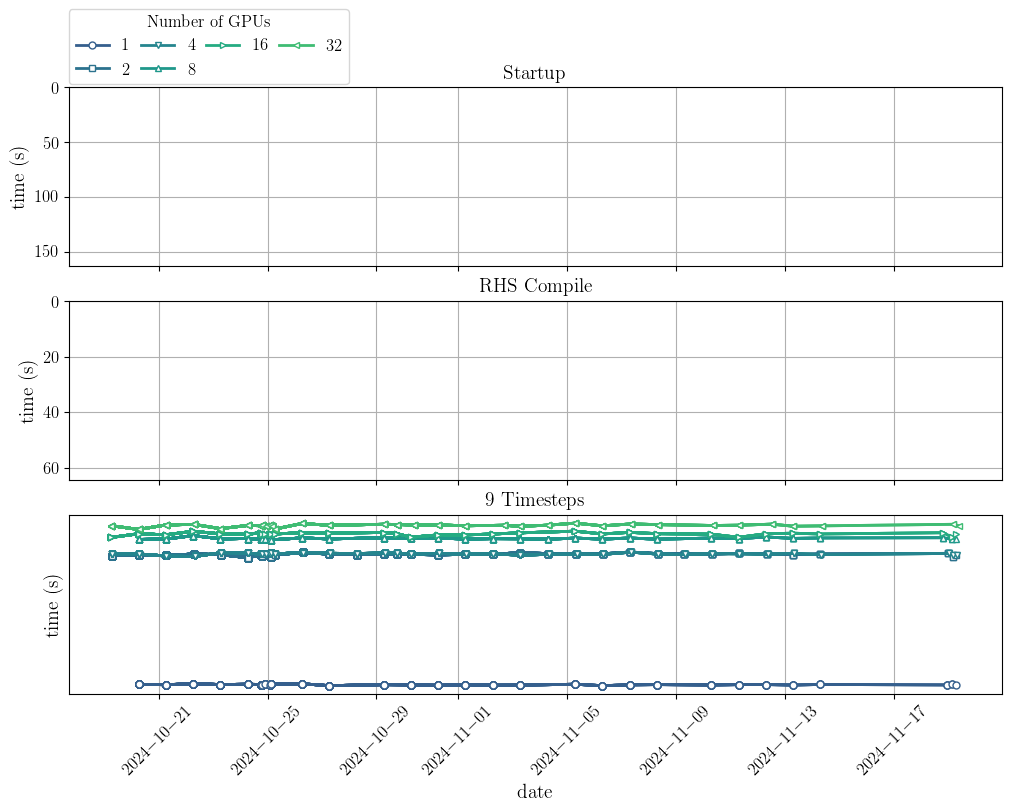 Number of GPUs
1 4 16 32
2 8
Startup
0
50
100
150
time (s)
RHS Compile
0
20
40
60
time (s)
9 Timesteps
time (s)
2024-10-21 2024-10-25 2024-10-29 2024-11-01 2024-11-05 2024-11-09 2024-11-13 2024-11-17
date